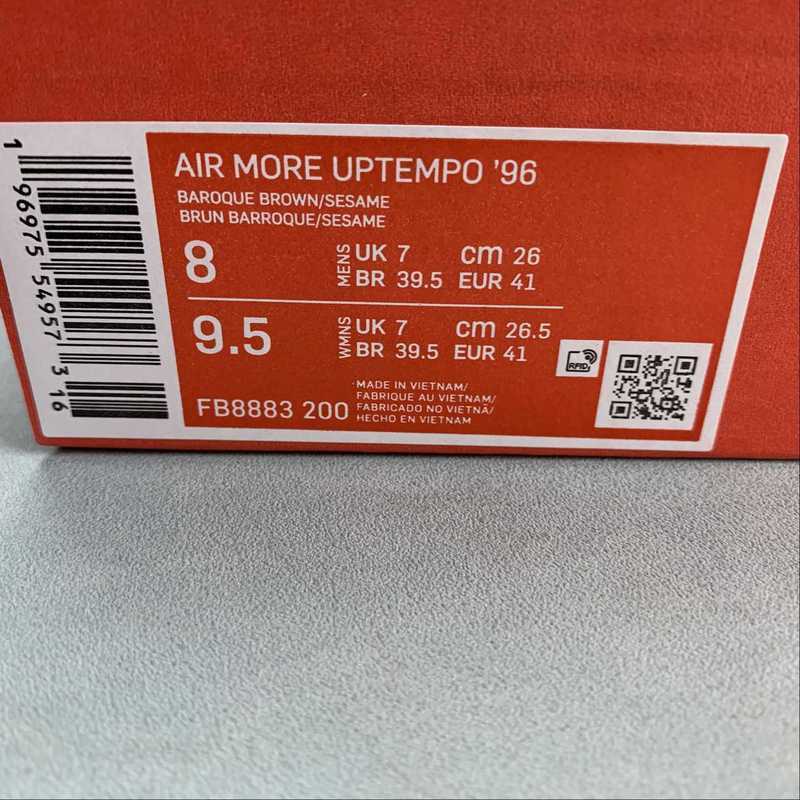 AIR MORE UPTEMPO '96
BAROQUE BROWN/SESAME
BRUN BARROQUE/SESAME
8
MENS
UK 7 cm 26
BR 39.5 EUR 41
9.5
WMNS
UK 7 cm 26.5
BR 39.5 EUR 41
RFID
FB8883 200
MADE IN VIETNAM/
FABRIQUE AU VIETNAM/
FABRICADO NO VIETNÃ/
HECHO EN VIETNAM
1 96975 54957 3 16